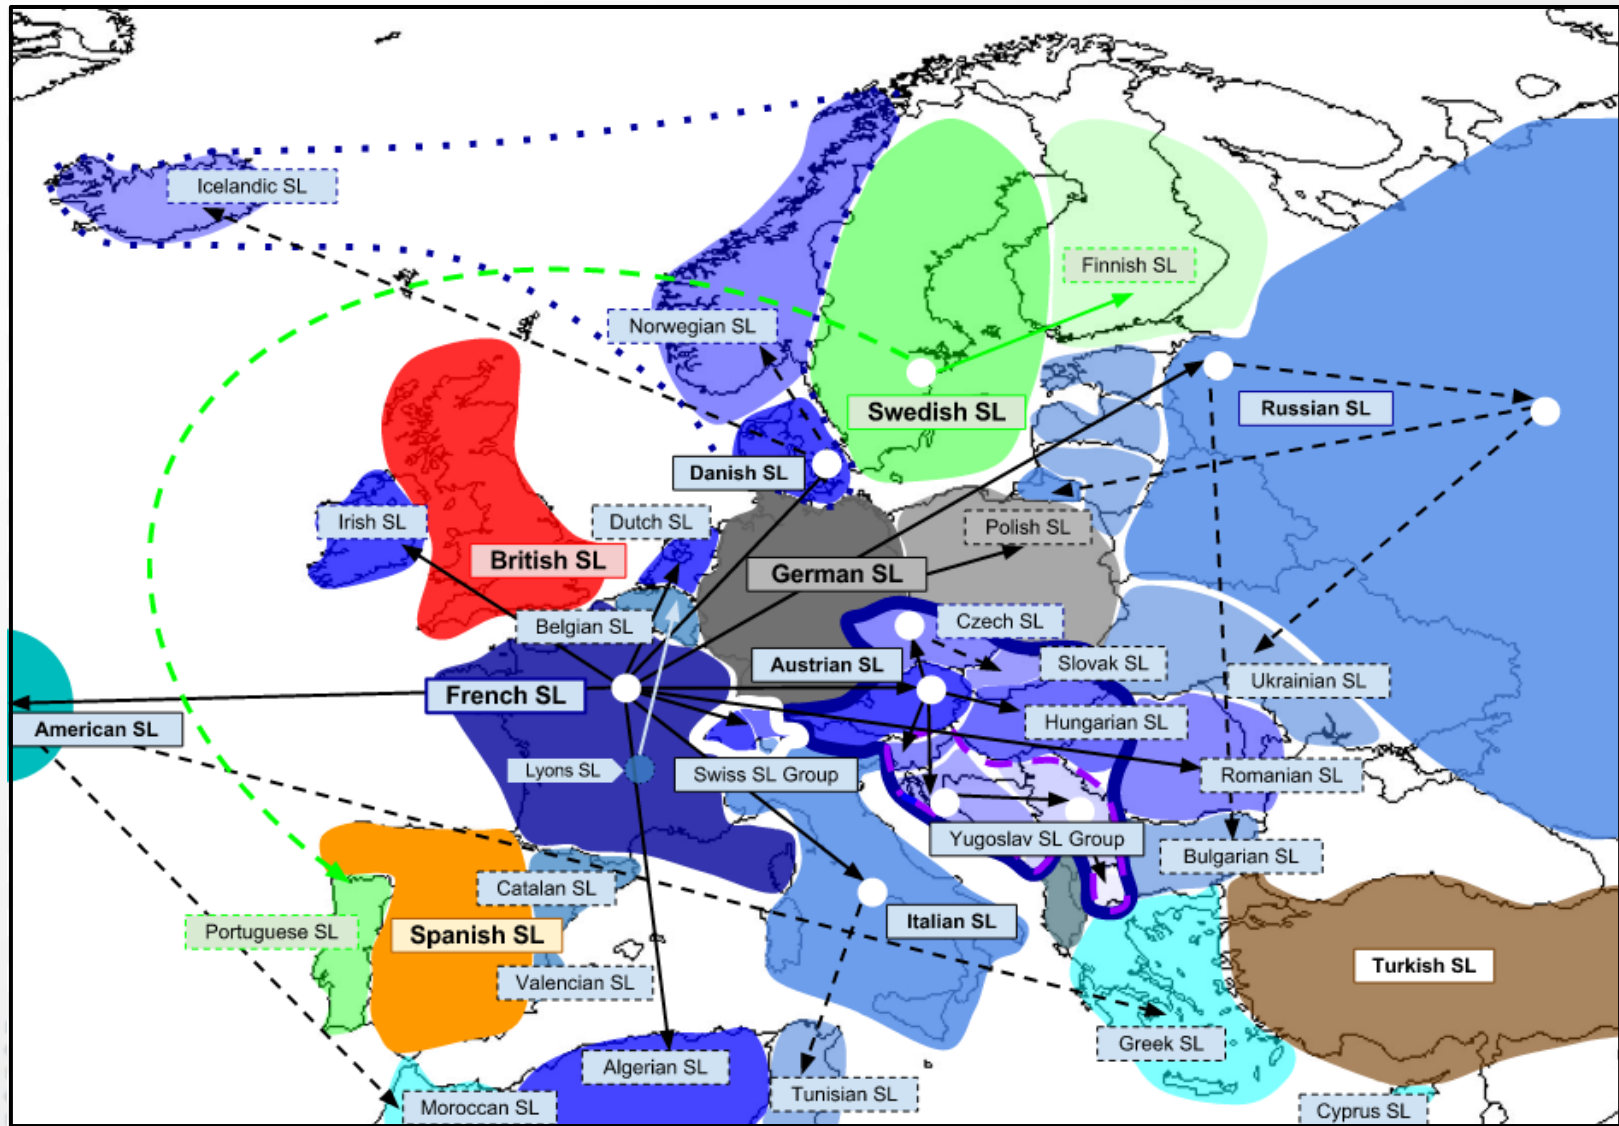 Icelandic SL
Finnish SL
Norwegian SL
Swedish SL
Russian SL
Danish SL
Irish SL
Dutch SL
Polish SL
British SL
German SL
Belgian SL
Czech SL
Austrian SL
Slovak SL
Ukrainian SL
French SL
American SL
Hungarian SL
Lyons SL
Swiss SL Group
Romanian SL
Yugoslav SL Group
Bulgarian SL
Catalan SL
Portuguese SL
Spanish SL
Italian SL
Valencian SL
Turkish SL
Greek SL
Algerian SL
Tunisian SL
Moroccan SL
Cyprus SL